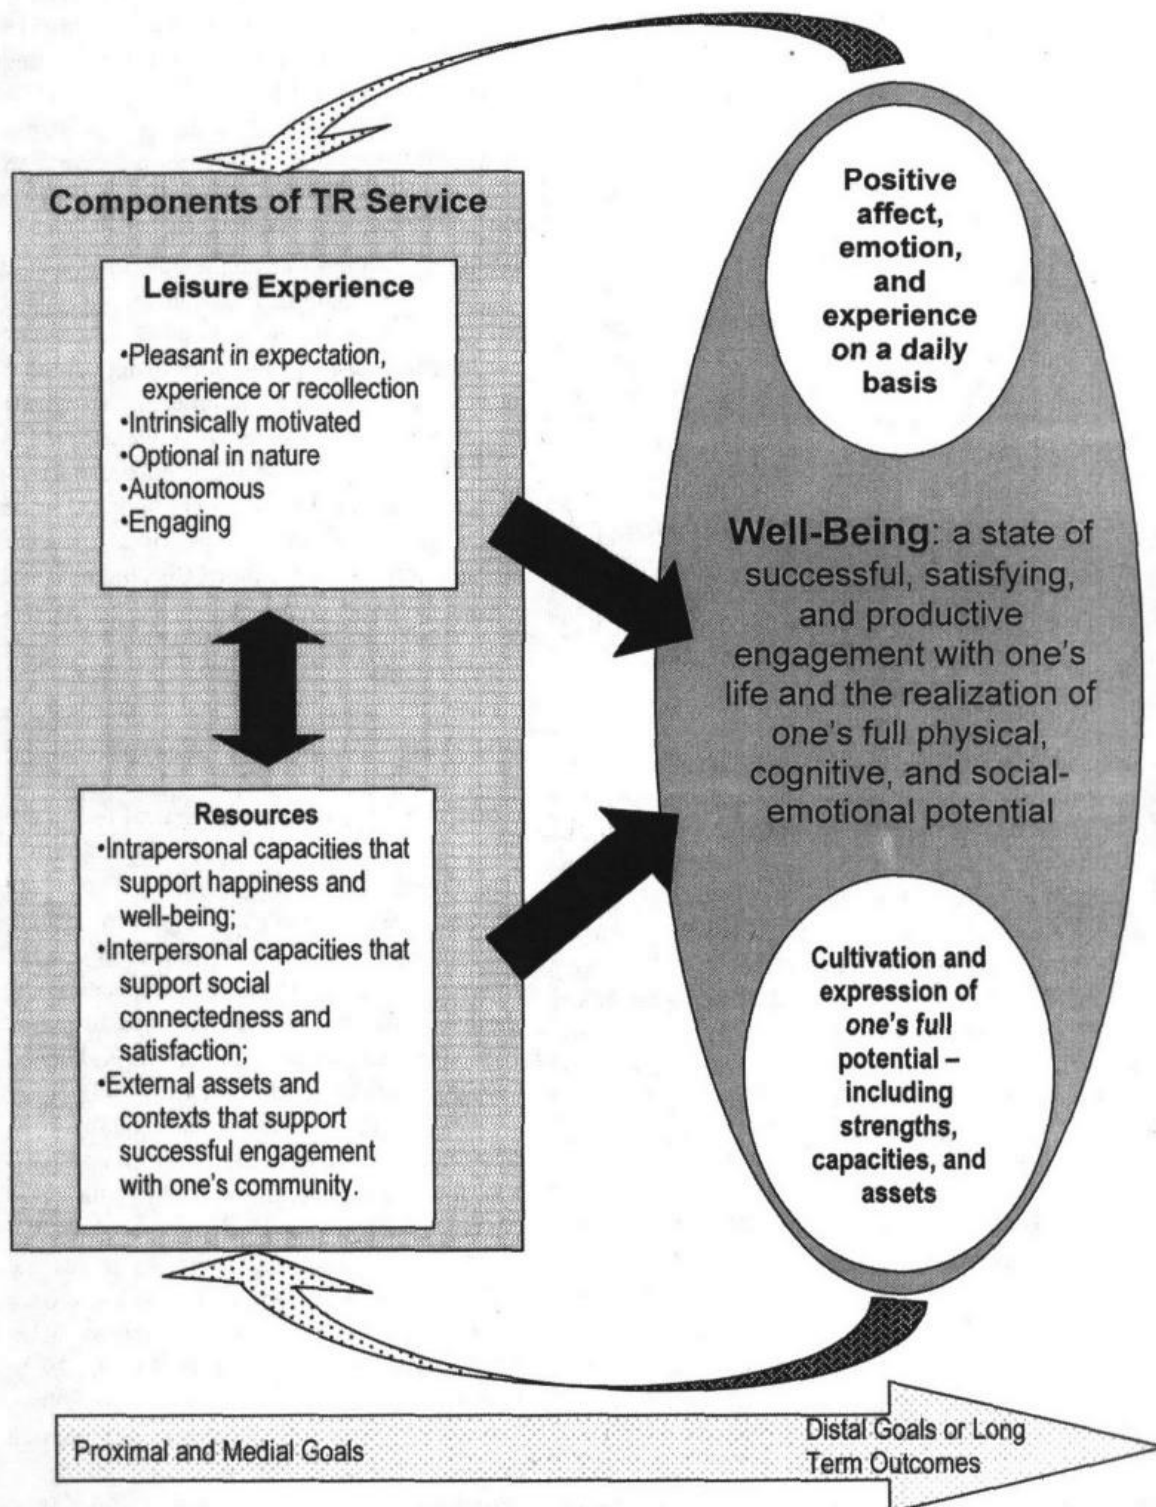 Components of TR Service
Leisure Experience
•Pleasant in expectation,
experience or recollection
•Intrinsically motivated
•Optional in nature
•Autonomous
•Engaging
Resources
•Intrapersonal capacities that
support happiness and
well-being;
•Interpersonal capacities that
support social
connectedness and
satisfaction;
•External assets and
contexts that support
successful engagement
with one's community.
Positive
affect,
emotion,
and
experience
on a daily
basis
Well-Being: a state of
successful, satisfying,
and productive
engagement with one's
life and the realization of
one's full physical,
cognitive, and social-
emotional potential
Cultivation and
expression of
one's full
potential –
including
strengths,
capacities, and
assets
Proximal and Medial Goals
Distal Goals or Long
Term Outcomes